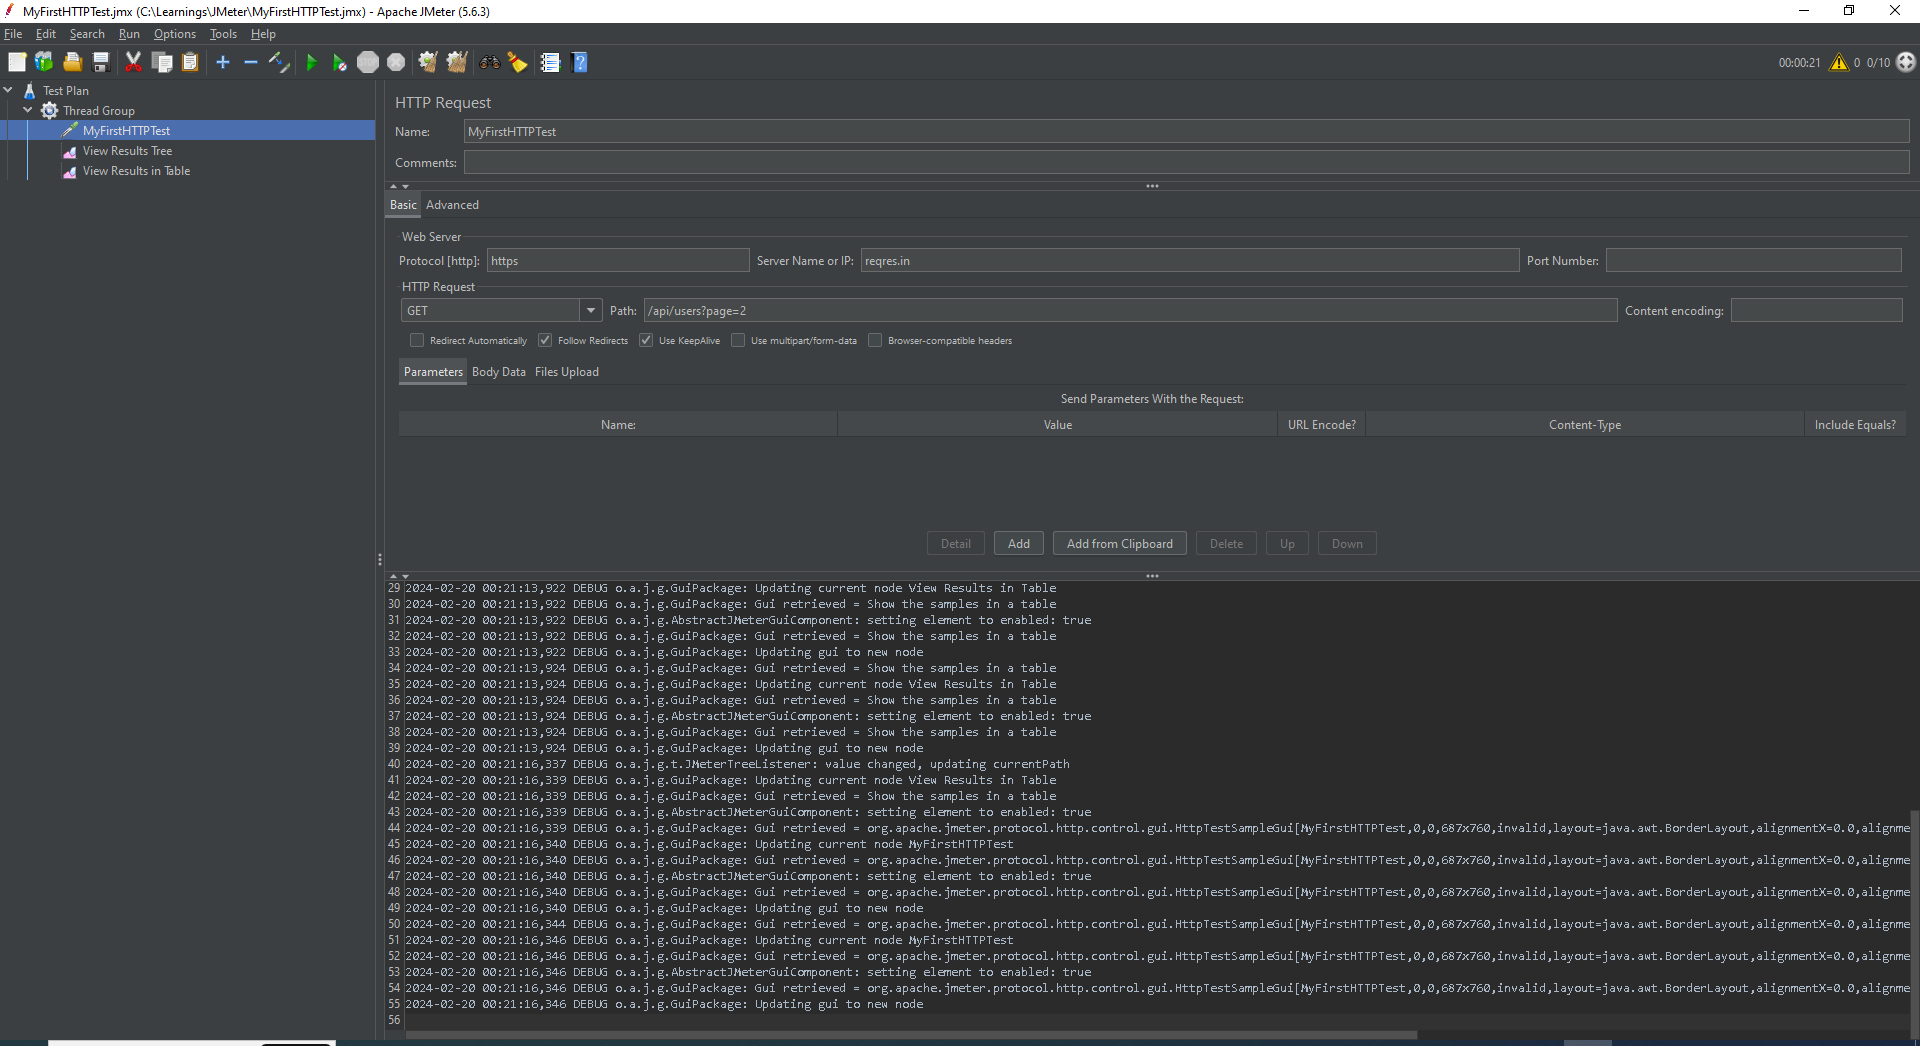 MyFirstHTTPTest.jmx (C:\Learnings\JMeter\MyFirstHTTPTest.jmx) - Apache JMeter (5.6.3)
File Edit Search Run Options Tools Help
STOP
00:00:21 0 0/10
Test Plan
Thread Group
MyFirstHTTPTest
View Results Tree
View Results in Table
HTTP Request
Name: MyFirstHTTPTest
Comments:
Basic Advanced
Web Server
Protocol [http]: https Server Name or IP: reqres.in Port Number:
HTTP Request
GET Path: /api/users?page=2 Content encoding:
Redirect Automatically Follow Redirects Use KeepAlive Use multipart/form-data Browser-compatible headers
Parameters Body Data Files Upload
Send Parameters With the Request:
Name: Value URL Encode? Content-Type Include Equals?
Detail Add Add from Clipboard Delete Up Down
29 2024-02-20 00:21:13,922 DEBUG o.a.j.g.GuiPackage: Updating current node View Results in Table
30 2024-02-20 00:21:13,922 DEBUG o.a.j.g.GuiPackage: Gui retrieved = Show the samples in a table
31 2024-02-20 00:21:13,922 DEBUG o.a.j.g.AbstractJMeterGuiComponent: setting element to enabled: true
32 2024-02-20 00:21:13,922 DEBUG o.a.j.g.GuiPackage: Gui retrieved = Show the samples in a table
33 2024-02-20 00:21:13,922 DEBUG o.a.j.g.GuiPackage: Updating gui to new node
34 2024-02-20 00:21:13,924 DEBUG o.a.j.g.GuiPackage: Gui retrieved = Show the samples in a table
35 2024-02-20 00:21:13,924 DEBUG o.a.j.g.GuiPackage: Updating current node View Results in Table
36 2024-02-20 00:21:13,924 DEBUG o.a.j.g.GuiPackage: Gui retrieved = Show the samples in a table
37 2024-02-20 00:21:13,924 DEBUG o.a.j.g.AbstractJMeterGuiComponent: setting element to enabled: true
38 2024-02-20 00:21:13,924 DEBUG o.a.j.g.GuiPackage: Gui retrieved = Show the samples in a table
39 2024-02-20 00:21:13,924 DEBUG o.a.j.g.GuiPackage: Updating gui to new node
40 2024-02-20 00:21:16,337 DEBUG o.a.j.g.t.JMeterTreeListener: value changed, updating currentPath
41 2024-02-20 00:21:16,339 DEBUG o.a.j.g.GuiPackage: Updating current node View Results in Table
42 2024-02-20 00:21:16,339 DEBUG o.a.j.g.GuiPackage: Gui retrieved = Show the samples in a table
43 2024-02-20 00:21:16,339 DEBUG o.a.j.g.AbstractJMeterGuiComponent: setting element to enabled: true
44 2024-02-20 00:21:16,339 DEBUG o.a.j.g.GuiPackage: Gui retrieved = org.apache.jmeter.protocol.http.control.gui.HttpTestSampleGui[MyFirstHTTPTest,0,0,687x760,invalid,layout=java.awt.BorderLayout,alignmentX=0.0,alignme
45 2024-02-20 00:21:16,340 DEBUG o.a.j.g.GuiPackage: Updating current node MyFirstHTTPTest
46 2024-02-20 00:21:16,340 DEBUG o.a.j.g.GuiPackage: Gui retrieved = org.apache.jmeter.protocol.http.control.gui.HttpTestSampleGui[MyFirstHTTPTest,0,0,687x760,invalid,layout=java.awt.BorderLayout,alignmentX=0.0,alignme
47 2024-02-20 00:21:16,340 DEBUG o.a.j.g.AbstractJMeterGuiComponent: setting element to enabled: true
48 2024-02-20 00:21:16,340 DEBUG o.a.j.g.GuiPackage: Gui retrieved = org.apache.jmeter.protocol.http.control.gui.HttpTestSampleGui[MyFirstHTTPTest,0,0,687x760,invalid,layout=java.awt.BorderLayout,alignmentX=0.0,alignme
49 2024-02-20 00:21:16,340 DEBUG o.a.j.g.GuiPackage: Updating gui to new node
50 2024-02-20 00:21:16,344 DEBUG o.a.j.g.GuiPackage: Gui retrieved = org.apache.jmeter.protocol.http.control.gui.HttpTestSampleGui[MyFirstHTTPTest,0,0,687x760,invalid,layout=java.awt.BorderLayout,alignmentX=0.0,alignme
51 2024-02-20 00:21:16,346 DEBUG o.a.j.g.GuiPackage: Updating current node MyFirstHTTPTest
52 2024-02-20 00:21:16,346 DEBUG o.a.j.g.GuiPackage: Gui retrieved = org.apache.jmeter.protocol.http.control.gui.HttpTestSampleGui[MyFirstHTTPTest,0,0,687x760,invalid,layout=java.awt.BorderLayout,alignmentX=0.0,alignme
53 2024-02-20 00:21:16,346 DEBUG o.a.j.g.AbstractJMeterGuiComponent: setting element to enabled: true
54 2024-02-20 00:21:16,346 DEBUG o.a.j.g.GuiPackage: Gui retrieved = org.apache.jmeter.protocol.http.control.gui.HttpTestSampleGui[MyFirstHTTPTest,0,0,687x760,invalid,layout=java.awt.BorderLayout,alignmentX=0.0,alignme
55 2024-02-20 00:21:16,346 DEBUG o.a.j.g.GuiPackage: Updating gui to new node
56